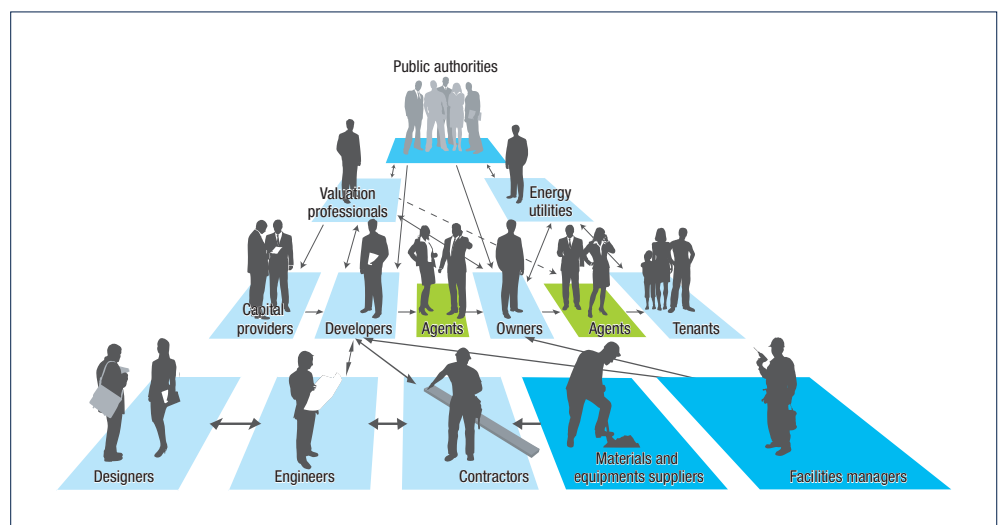 Public authorities
Valuation
professionals
Energy
utilities
Capital
providers
Developers
Agents
Owners
Agents
Tenants
Designers
Engineers
Contractors
Materials and
equipments suppliers
Facilities managers